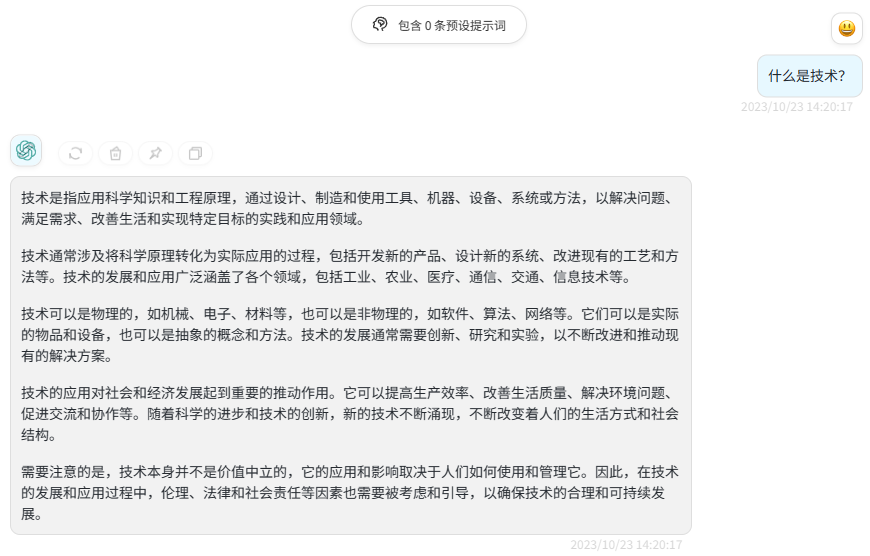 包含 0 条预设提示词
什么是技术？
2023/10/23 14:20:17
技术是指应用科学知识和工程原理，通过设计、制造和使用工具、机器、设备、系统或方法，以解决问题、
满足需求、改善生活和实现特定目标的实践和应用领域。
技术通常涉及将科学原理转化为实际应用的过程，包括开发新的产品、设计新的系统、改进现有的工艺和方
法等。技术的发展和应用广泛涵盖了各个领域，包括工业、农业、医疗、通信、交通、信息技术等。
技术可以是物理的，如机械、电子、材料等，也可以是非物理的，如软件、算法、网络等。它们可以是实际
的物品和设备，也可以是抽象的概念和方法。技术的发展通常需要创新、研究和实验，以不断改进和推动现
有的解决方案。
技术的应用对社会和经济发展起到重要的推动作用。它可以提高生产效率、改善生活质量、解决环境问题、
促进交流和协作等。随着科学的进步和技术的创新，新的技术不断涌现，不断改变着人们的生活方式和社会
结构。
需要注意的是，技术本身并不是价值中立的，它的应用和影响取决于人们如何使用和管理它。因此，在技术
的发展和应用过程中，伦理、法律和社会责任等因素也需要被考虑和引导，以确保技术的合理和可持续发
展。
2023/10/23 14:20:17